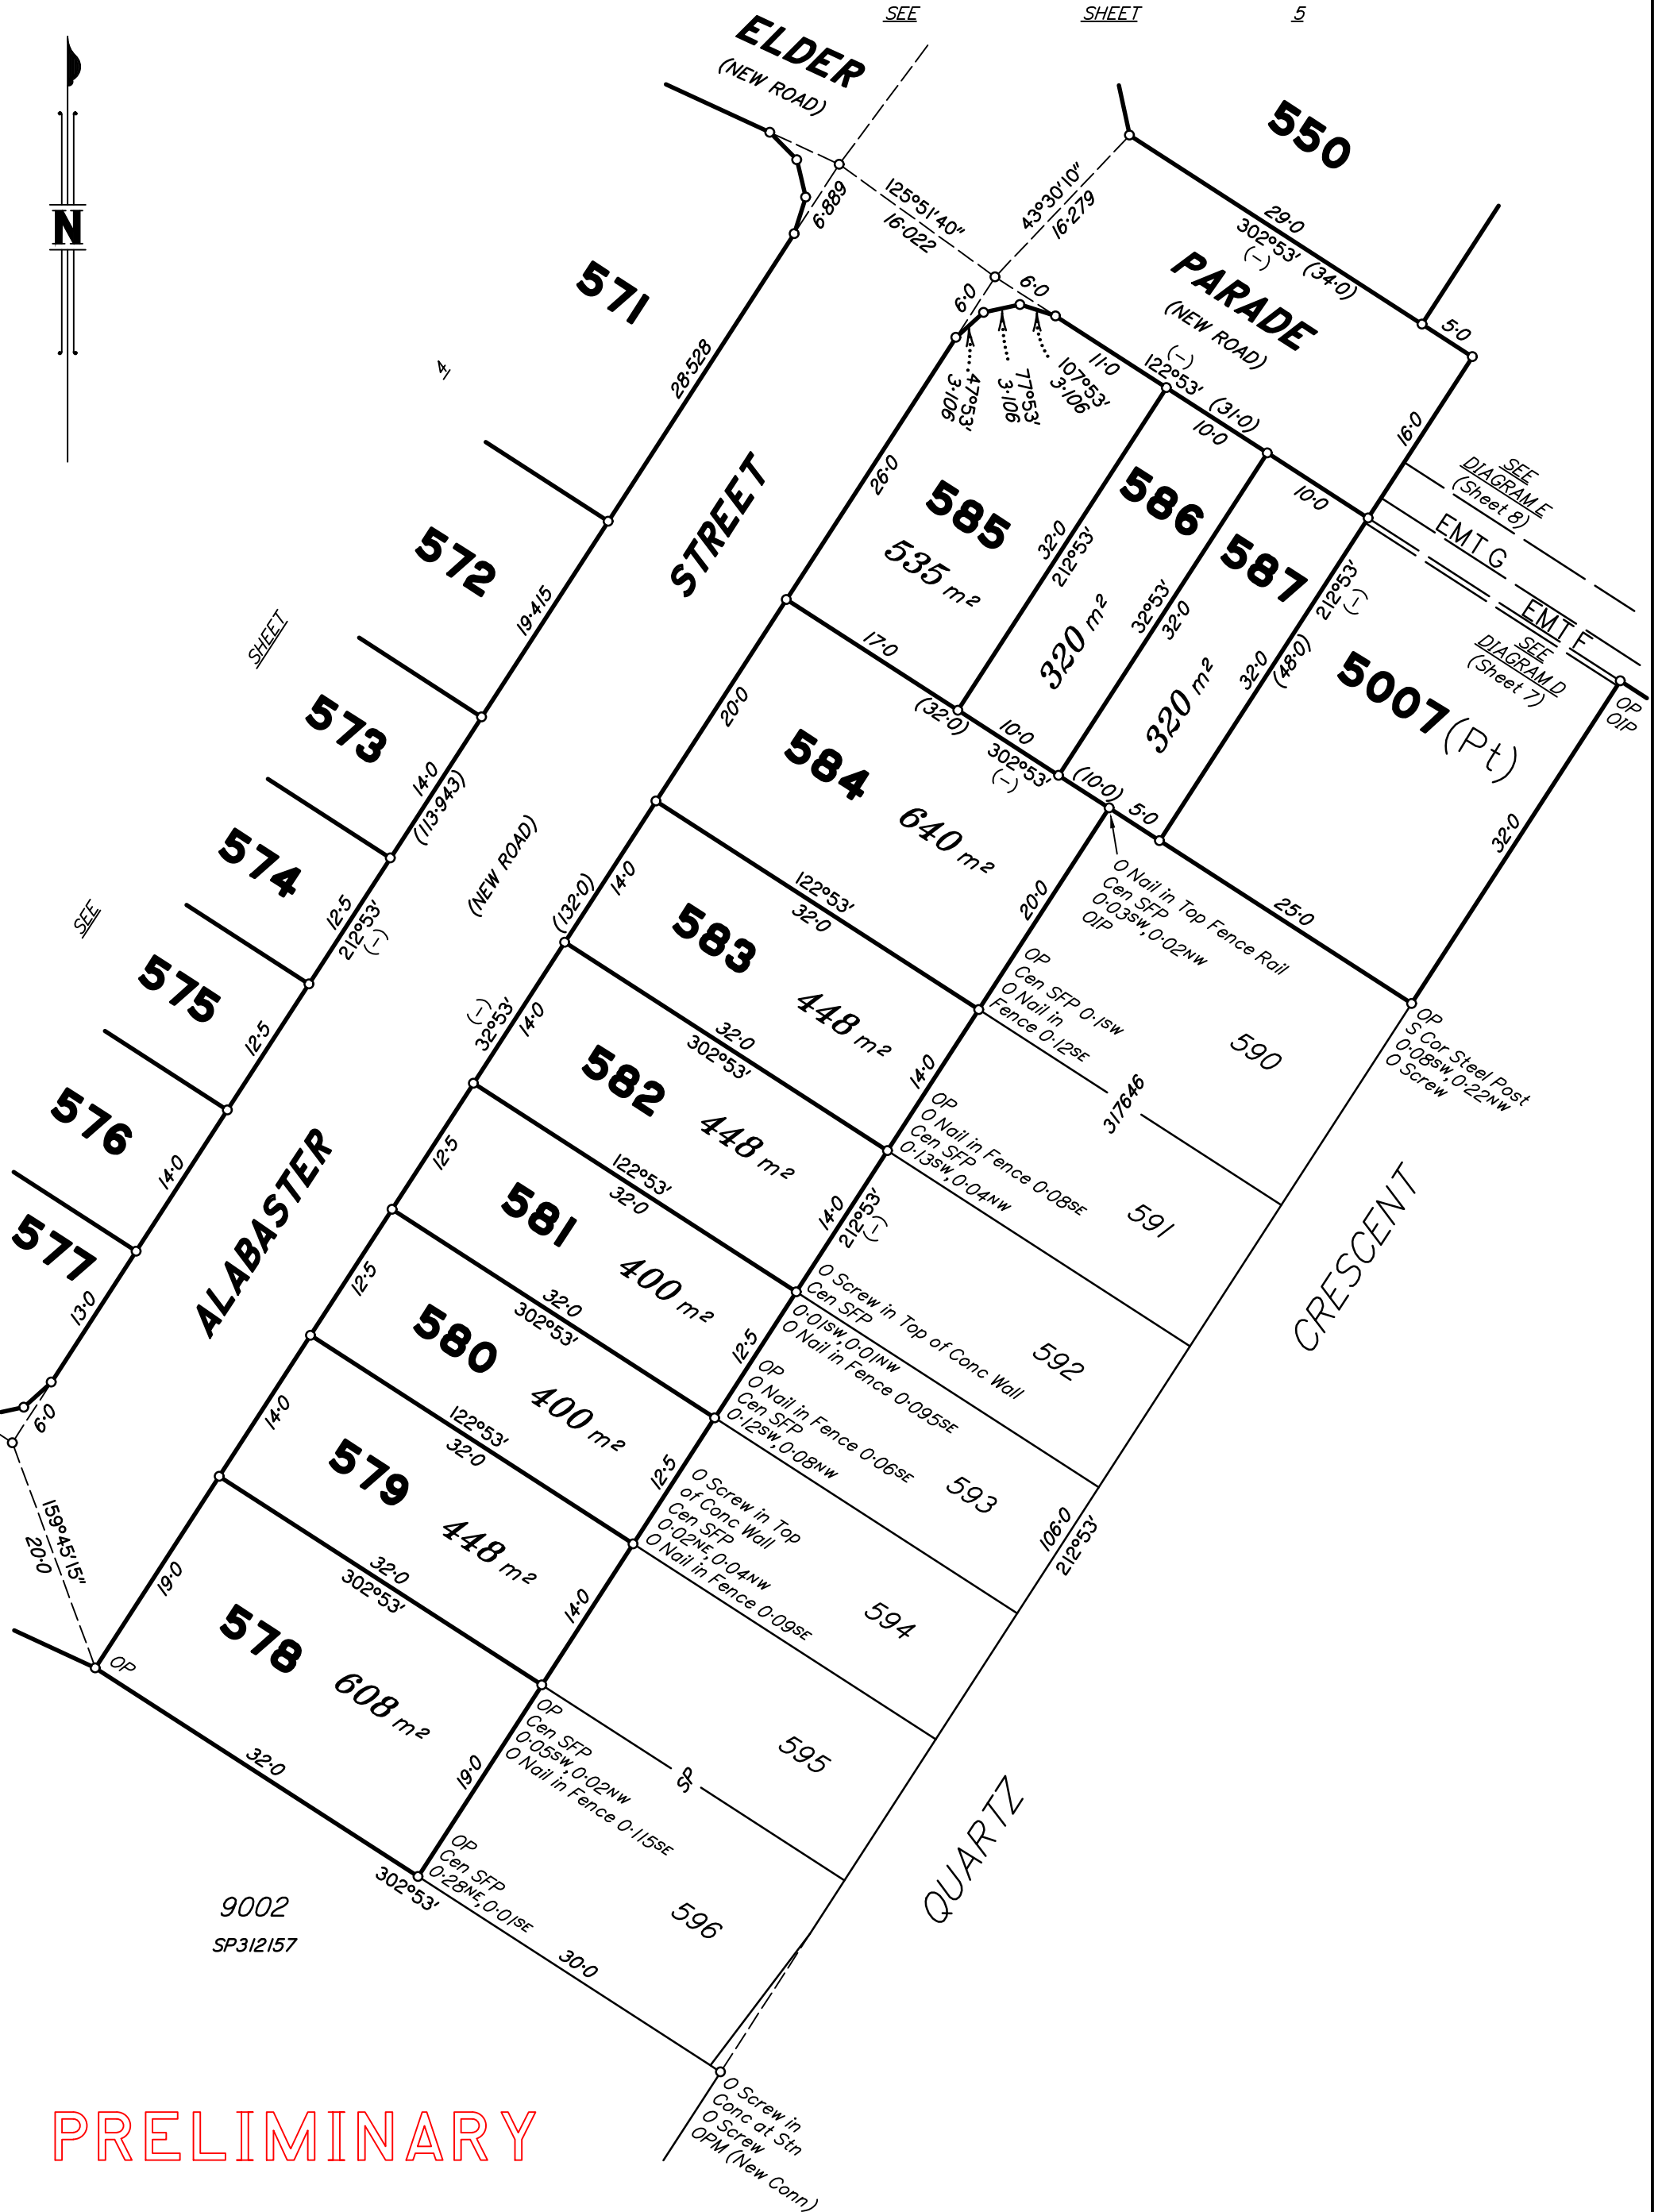 SEE SHEET 5
ELDER
(NEW ROAD)
N
550
6·889
125°51'40"
16·022
43°30'10"
16·279
29·0
302°53' (34·0)
(-)
PARADE
(NEW ROAD)
5·0
16·0
571
28·528
4
6·0
6·0
47°53'
3·106
77°53'
3·106
107°53'
3·106
11·0
(-)
122°53' (31·0)
10·0
10·0
SEE
DIAGRAM E
(Sheet 8)
EMT G
EMT F
SEE
DIAGRAM D
(Sheet 7)
OP
OIP
STREET
26·0
585
535 m²
32·0
212°53'
586
320 m²
32°53'
32·0
587
320 m²
212°53'
(-)
32·0
(48·0)
5007(Pt)
32·0
572
19·415
SHEET
573
14·0
(113·943)
17·0
(32·0)
10·0
302°53'
(-)
(10·0)
5·0
25·0
20·0
584
640 m²
20·0
O Nail in Top Fence Rail
Cen SFP
0·03SW,0·02NW
OIP
574
12·5
212°53'
(-)
(NEW ROAD)
(132·0)
14·0
122°53'
32·0
583
448 m²
14·0
OP
Cen SFP 0·1SW
O Nail in
Fence 0·12SE
590
OP
S Cor Steel Post
0·08SW,0·22NW
O Screw
SEE
575
12·5
(-)
32°53'
14·0
32·0
302°53'
582
448 m²
14·0
212°53'
(-)
OP
O Nail in Fence 0·08SE
Cen SFP
0·13SW,0·04NW
317646
591
576
14·0
12·5
122°53'
32·0
581
400 m²
12·5
O Screw in Top of Conc Wall
Cen SFP
0·01SW,0·01NW
O Nail in Fence 0·095SE
592
CRESCENT
577
13·0
ALABASTER
12·5
32·0
302°53'
580
400 m²
12·5
OP
O Nail in Fence 0·06SE
Cen SFP
0·12SW,0·08NW
593
106·0
212°53'
6·0
14·0
122°53'
32·0
579
448 m²
14·0
O Screw in Top
of Conc Wall
Cen SFP
0·02NE,0·04NW
O Nail in Fence 0·09SE
594
159°45'15"
20·0
19·0
32·0
302°53'
OP
578
608 m²
19·0
OP
Cen SFP
0·05SW,0·02NW
O Nail in Fence 0·115SE
SP
595
32·0
302°53'
OP
Cen SFP
0·28NE,0·01SE
596
QUARTZ
30·0
9002
SP312157
O Screw in
Conc at Stn
O Screw
OPM (New Conn)
PRELIMINARY